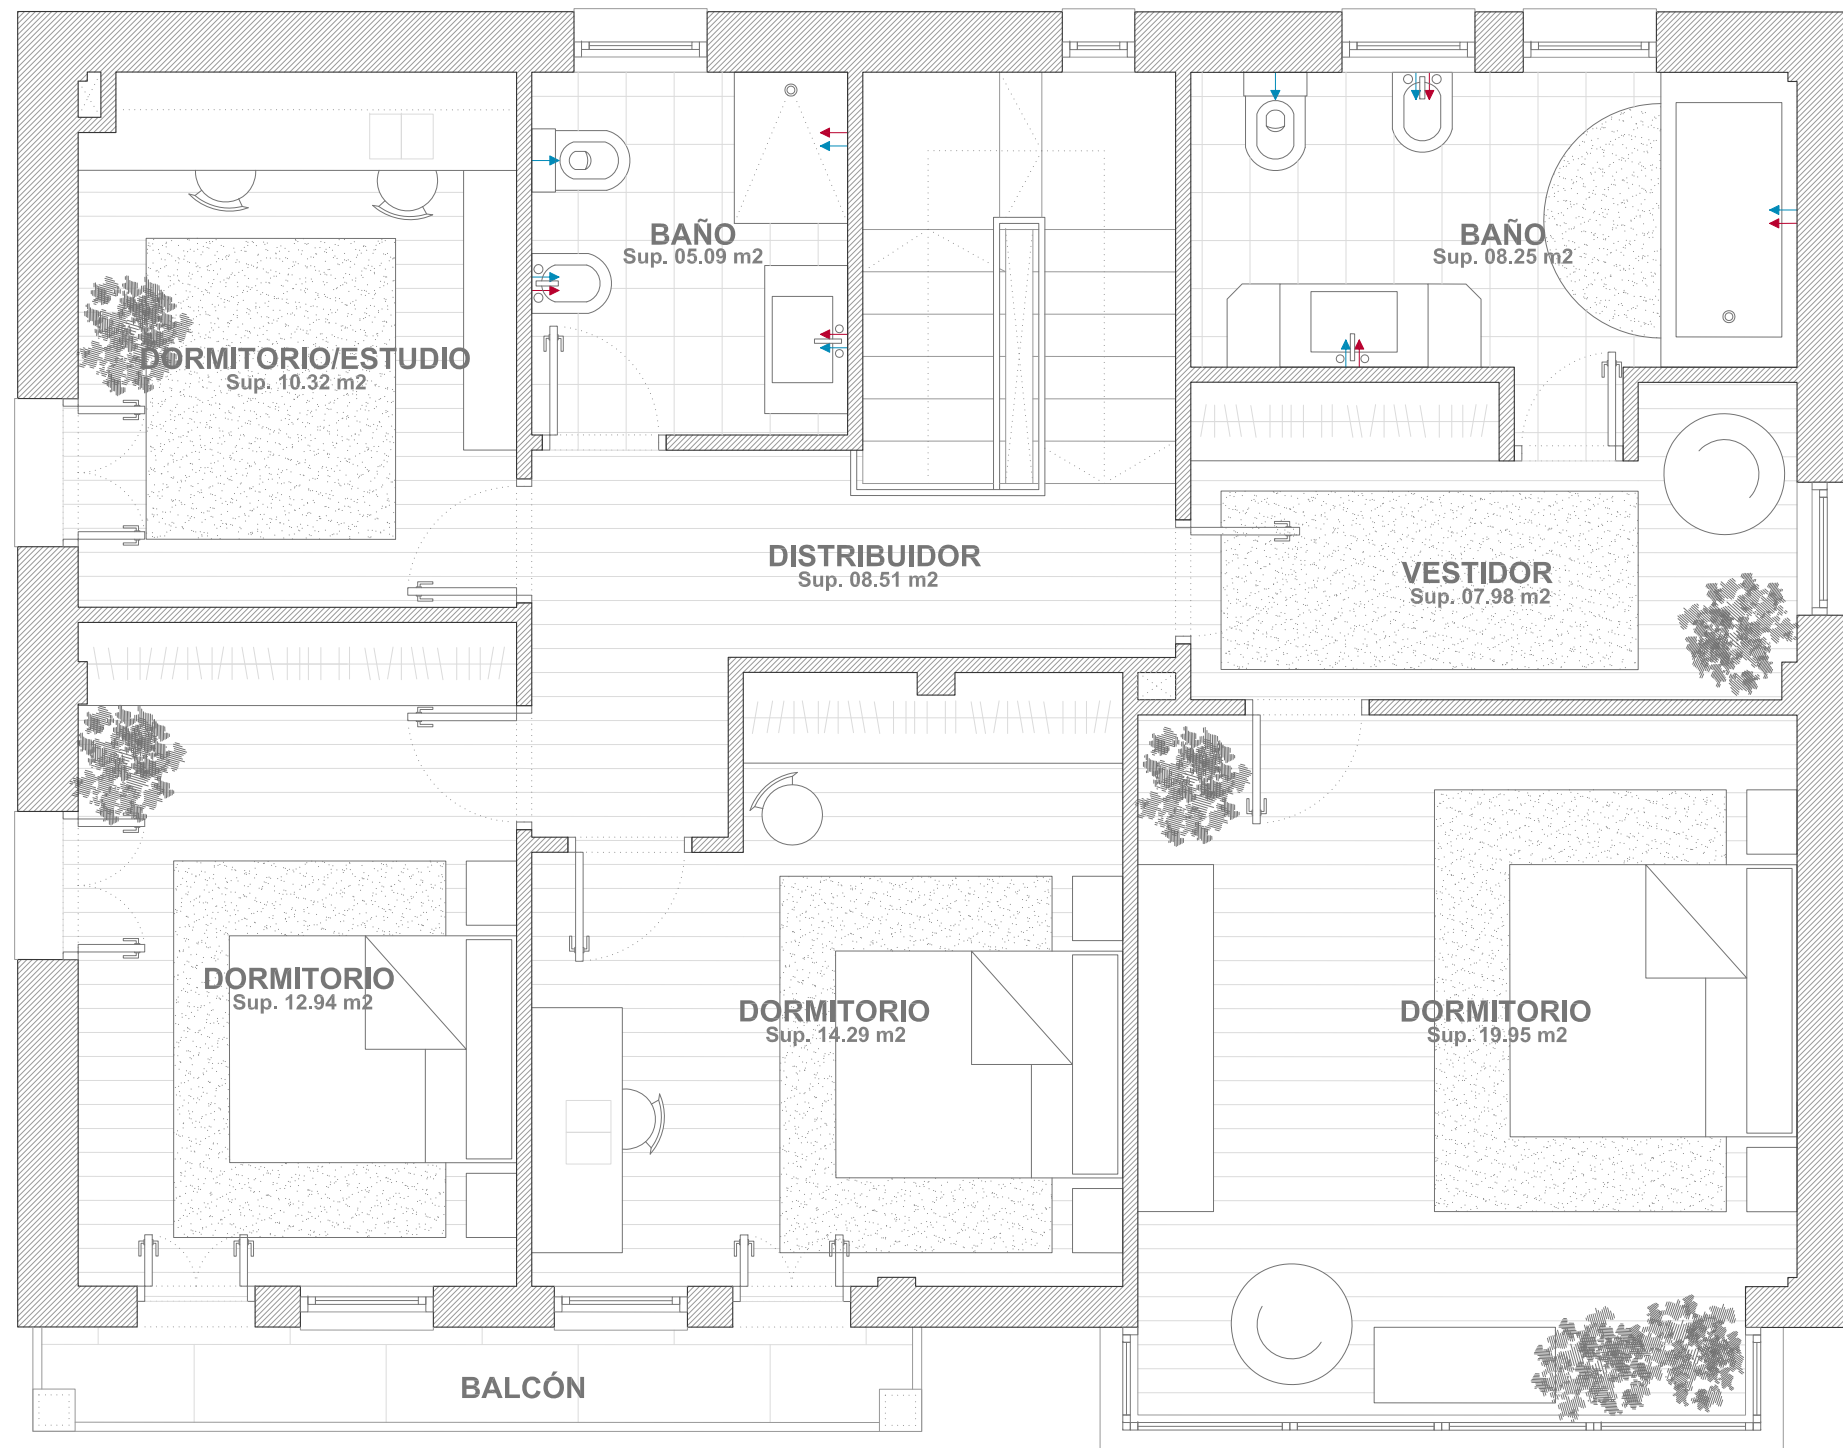 BAÑO
Sup. 05.09 m2
BAÑO
Sup. 08.25 m2
DORMITORIO/ESTUDIO
Sup. 10.32 m2
DISTRIBUIDOR
Sup. 08.51 m2
VESTIDOR
Sup. 07.98 m2
DORMITORIO
Sup. 12.94 m2
DORMITORIO
Sup. 14.29 m2
DORMITORIO
Sup. 19.95 m2
BALCÓN